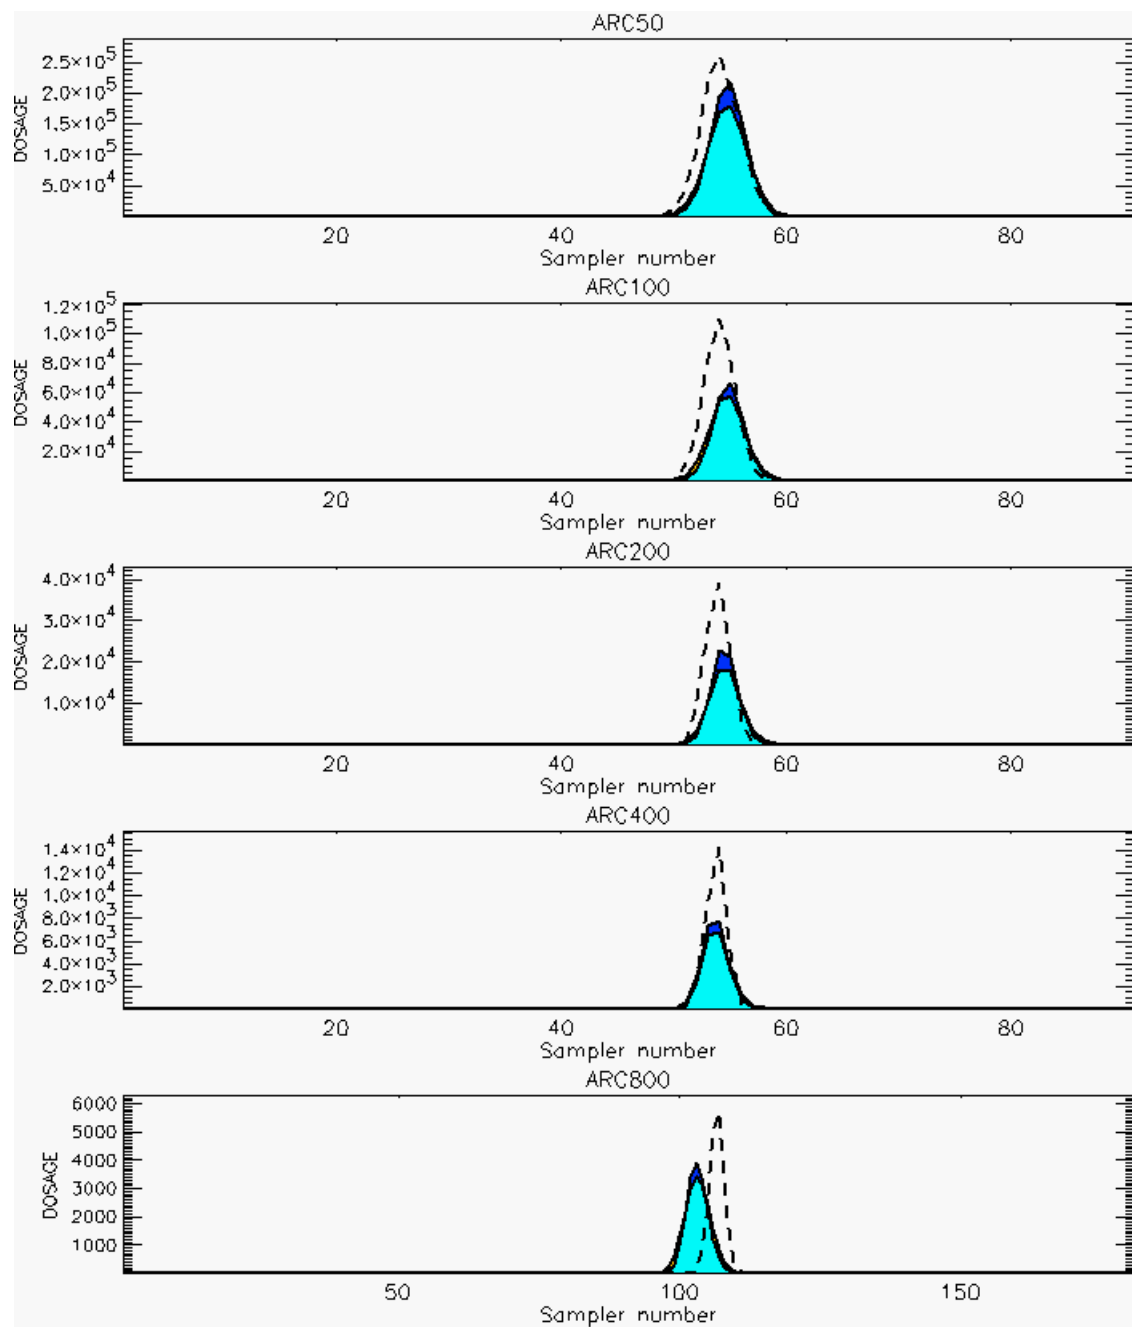 ARC50
2.5×10^5
2.0×10^5
1.5×10^5
1.0×10^5
5.0×10^4
DOSAGE
20 40 60 80
Sampler number
ARC100
1.2×10^5
1.0×10^5
8.0×10^4
6.0×10^4
4.0×10^4
2.0×10^4
DOSAGE
20 40 60 80
Sampler number
ARC200
4.0×10^4
3.0×10^4
2.0×10^4
1.0×10^4
DOSAGE
20 40 60 80
Sampler number
ARC400
1.4×10^4
1.2×10^4
1.0×10^4
8.0×10^3
6.0×10^3
4.0×10^3
2.0×10^3
DOSAGE
20 40 60 80
Sampler number
ARC800
6000
5000
4000
3000
2000
1000
DOSAGE
50 100 150
Sampler number